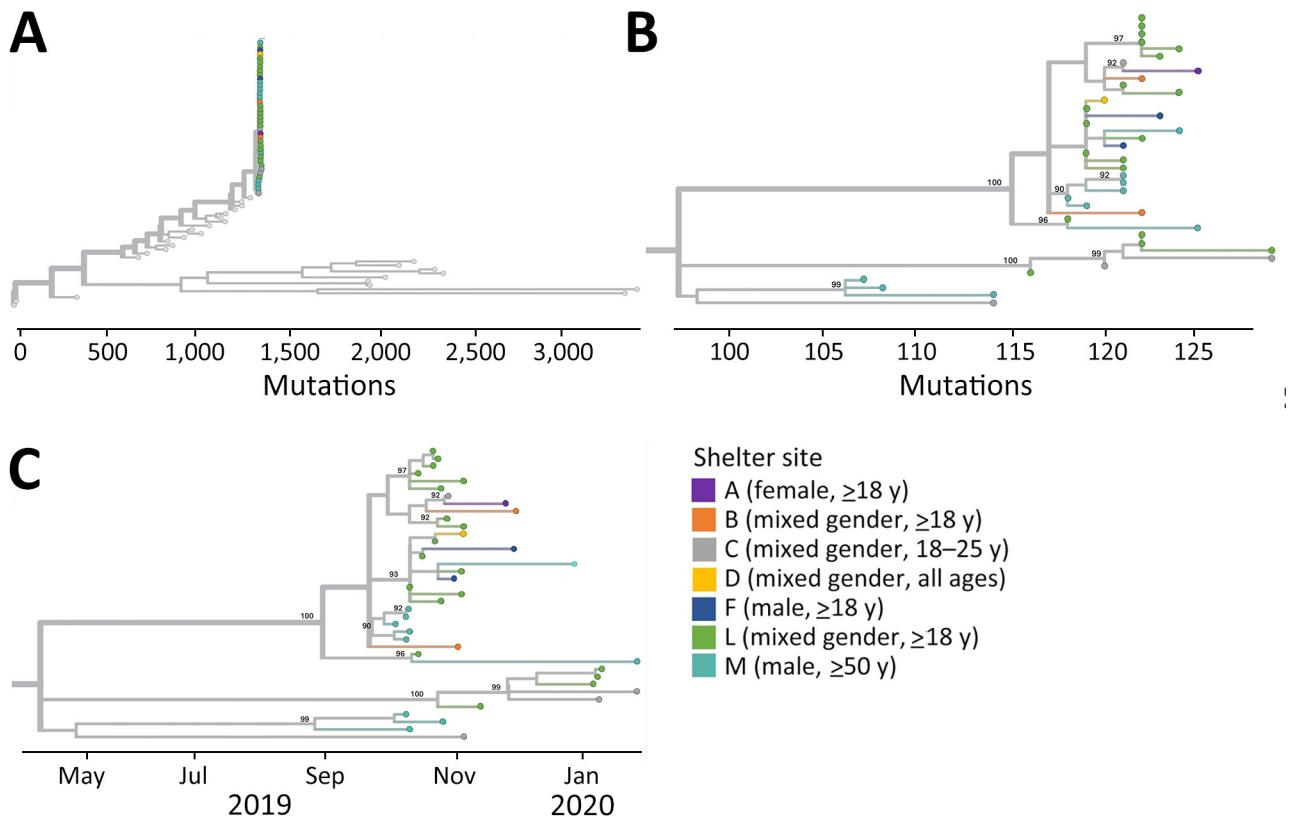 A
0 500 1,000 1,500 2,000 2,500 3,000
Mutations
B
97
92
92
90
100
96
99
100
99
100 105 110 115 120 125
Mutations
C
97
92
92
93
92
100
90
96
99
100
99
May Jul Sep Nov Jan
2019 2020
Shelter site
A (female, ≥18 y)
B (mixed gender, ≥18 y)
C (mixed gender, 18–25 y)
D (mixed gender, all ages)
F (male, ≥18 y)
L (mixed gender, ≥18 y)
M (male, ≥50 y)